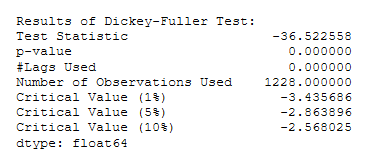 Results of Dickey-Fuller Test:
Test Statistic -36.522558
p-value 0.000000
#Lags Used 0.000000
Number of Observations Used 1228.000000
Critical Value (1%) -3.435686
Critical Value (5%) -2.863896
Critical Value (10%) -2.568025
dtype: float64